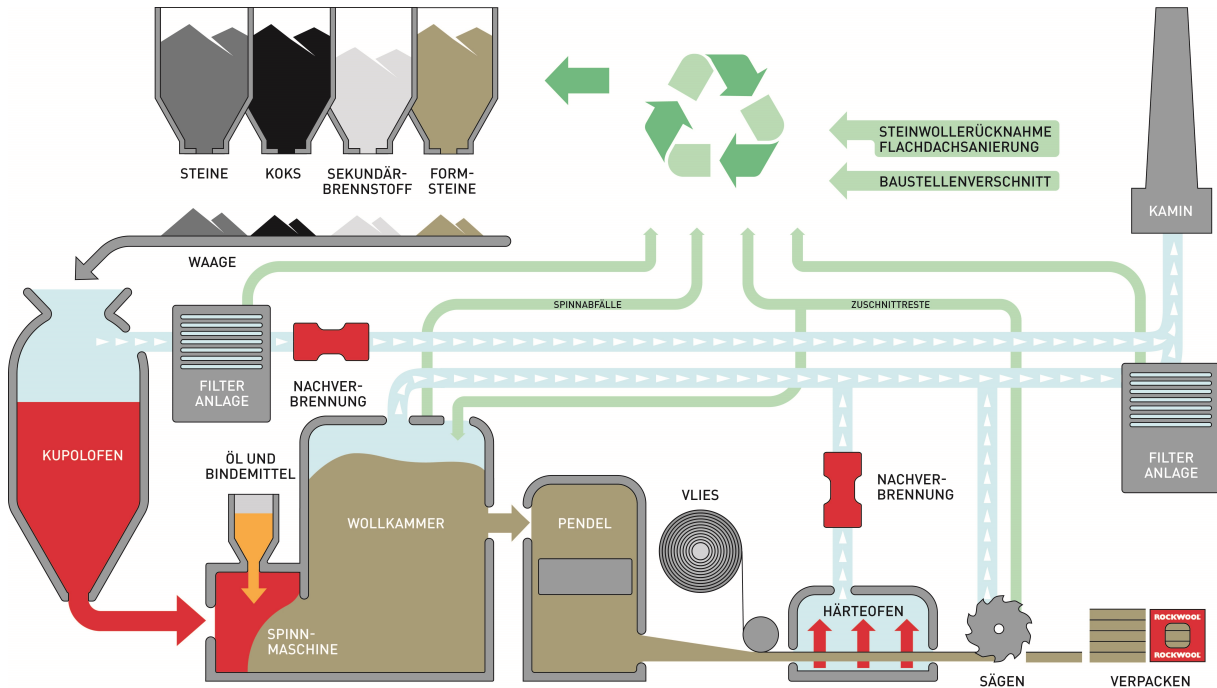 STEINE
KOKS
SEKUNDÄR-
BRENNSTOFF
FORM-
STEINE
STEINWOLLERÜCKNAHME
FLACHDACHSANIERUNG
BAUSTELLENVERSCHNITT
KAMIN
WAAGE
SPINNABFÄLLE
ZUSCHNITTRESTE
FILTER
ANLAGE
NACHVER-
BRENNUNG
KUPOLOFEN
ÖL UND
BINDEMITTEL
WOLLKAMMER
PENDEL
VLIES
NACHVER-
BRENNUNG
FILTER
ANLAGE
SPINN-
MASCHINE
HÄRTEOFEN
SÄGEN
ROCKWOOL
ROCKWOOL
VERPACKEN